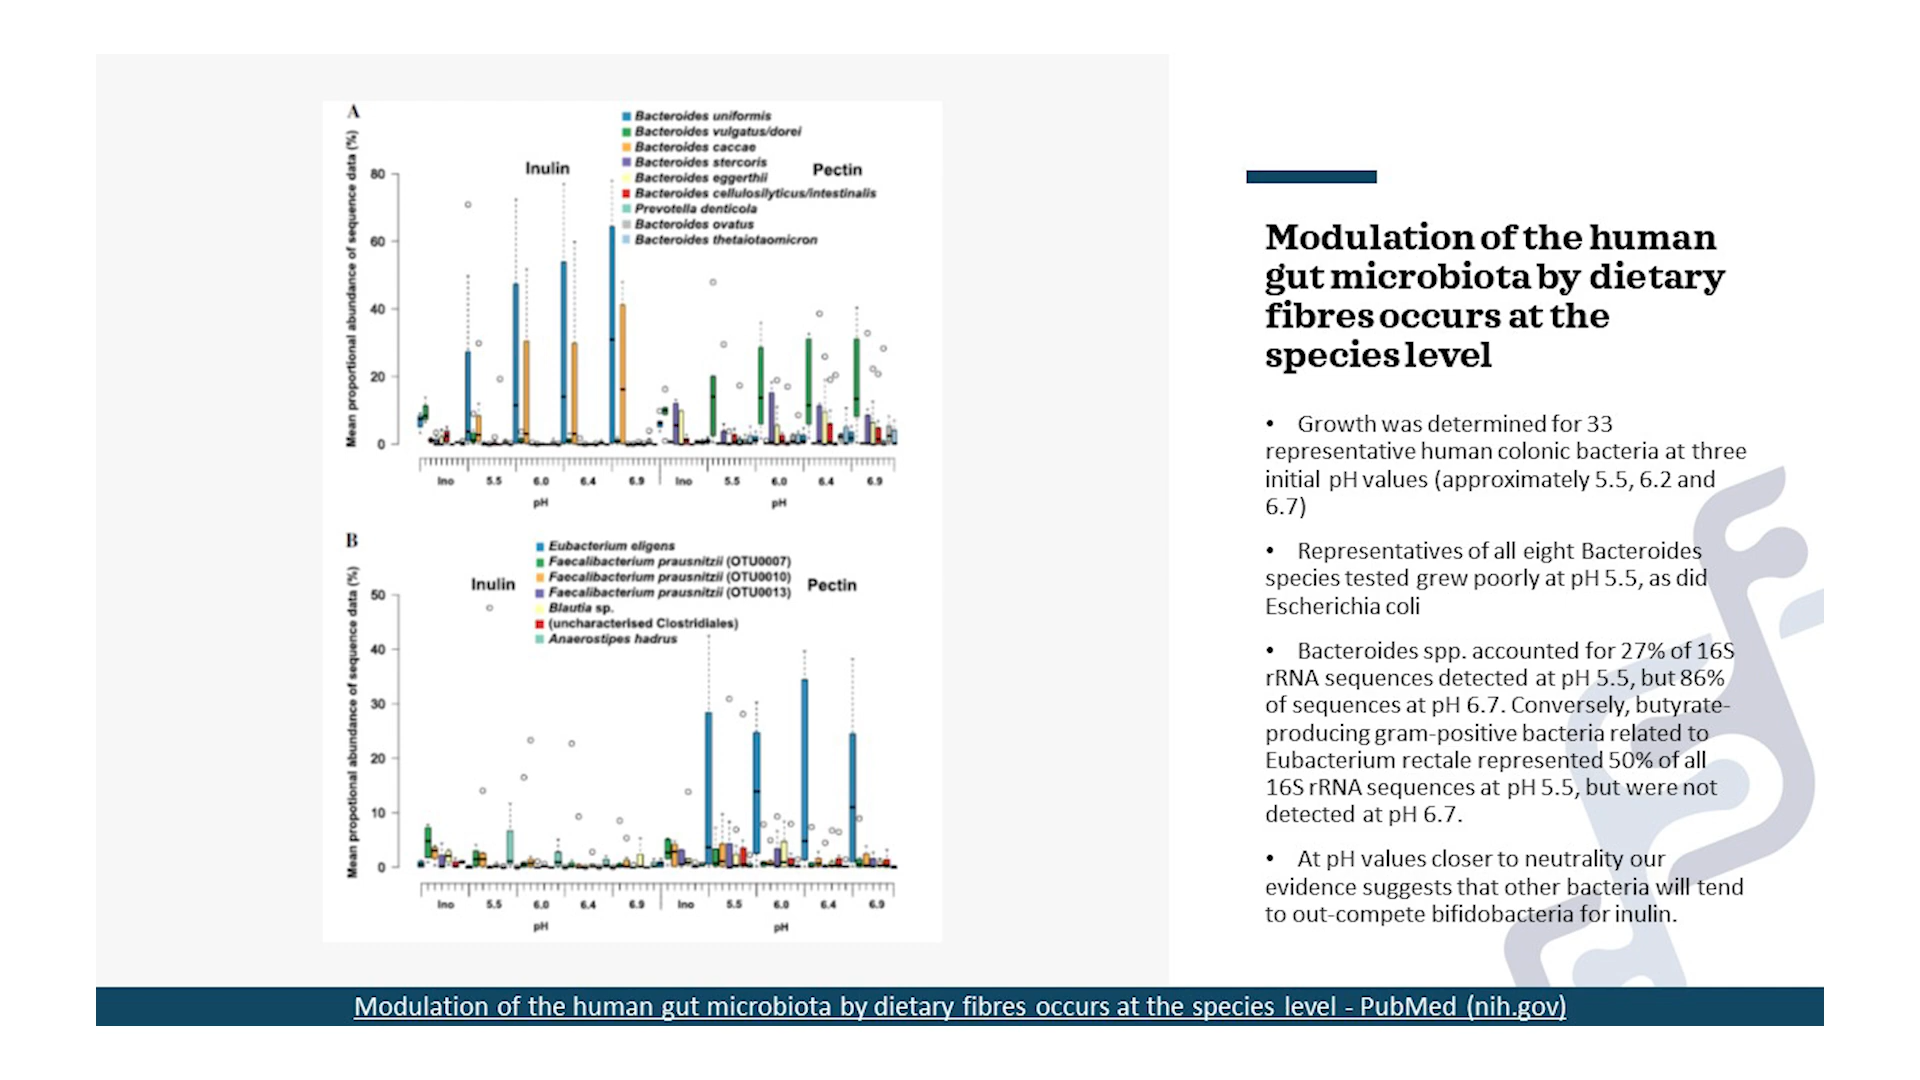 A
Mean proportional abundance of sequence data (%)
Bacteroides uniformis
Bacteroides vulgatus/dorei
Bacteroides caccae
Bacteroides stercoris
Bacteroides eggerthii
Bacteroides cellulosilyticus/intestinalis
Prevotella denticola
Bacteroides ovatus
Bacteroides thetaiotaomicron
Inulin
Pectin
80
60
40
20
0
Ino 5.5 6.0 6.4 6.9 Ino 5.5 6.0 6.4 6.9
pH pH
B
Mean propotional abundance of sequence data (%)
Eubacterium eligens
Faecalibacterium prausnitzii (OTU0007)
Faecalibacterium prausnitzii (OTU0010)
Faecalibacterium prausnitzii (OTU0013)
Blautia sp.
(uncharacterised Clostridiales)
Anaerostipes hadrus
Inulin
Pectin
50
40
30
20
10
0
Ino 5.5 6.0 6.4 6.9 Ino 5.5 6.0 6.4 6.9
pH pH
Modulation of the human
gut microbiota by dietary
fibres occurs at the
species level
• Growth was determined for 33
representative human colonic bacteria at three
initial pH values (approximately 5.5, 6.2 and
6.7)
• Representatives of all eight Bacteroides
species tested grew poorly at pH 5.5, as did
Escherichia coli
• Bacteroides spp. accounted for 27% of 16S
rRNA sequences detected at pH 5.5, but 86%
of sequences at pH 6.7. Conversely, butyrate-
producing gram-positive bacteria related to
Eubacterium rectale represented 50% of all
16S rRNA sequences at pH 5.5, but were not
detected at pH 6.7.
• At pH values closer to neutrality our
evidence suggests that other bacteria will tend
to out-compete bifidobacteria for inulin.
Modulation of the human gut microbiota by dietary fibres occurs at the species level - PubMed (nih.gov)